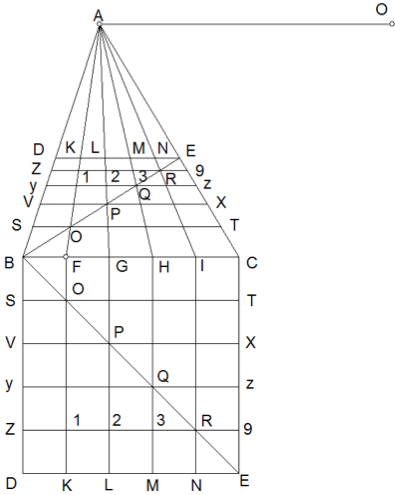 O
A
D K L M N E
Z 1 2 3 R 9
y Q z
V P X
S O T
B F G H I C
S O T
V P X
y Q z
Z 1 2 3 R 9
D K L M N E